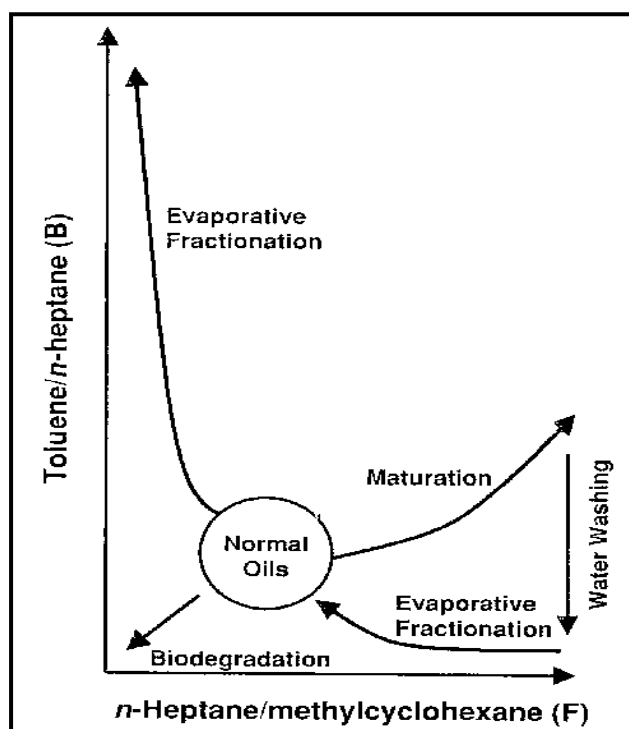 Toluene/n-heptane (B)
Evaporative
Fractionation
Maturation
Water Washing
Normal
Oils
Evaporative
Fractionation
Biodegradation
n-Heptane/methylcyclohexane (F)